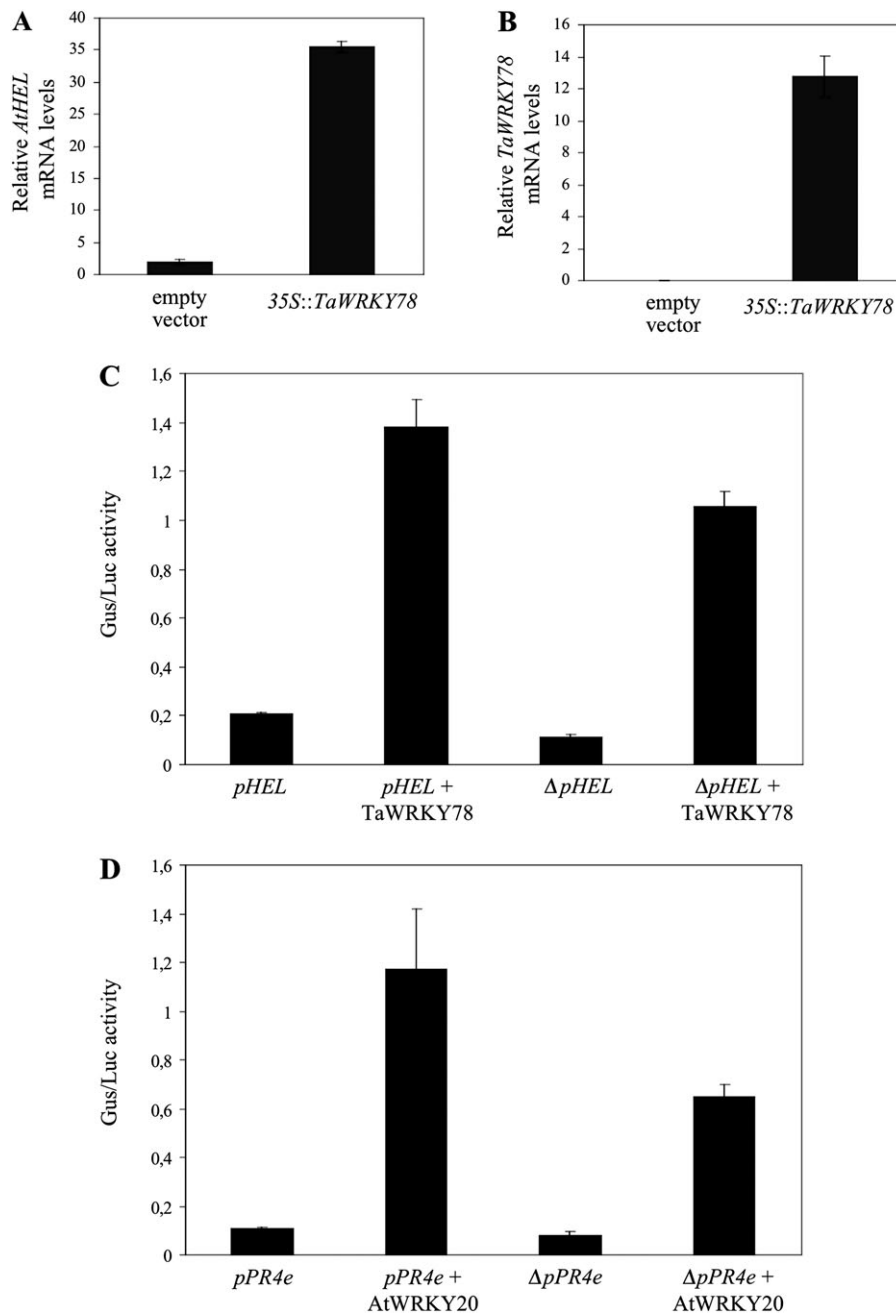 A
Relative AtHEL
mRNA levels
40
35
30
25
20
15
10
5
0
empty
vector
35S::TaWRKY78
B
Relative TaWRKY78
mRNA levels
16
14
12
10
8
6
4
2
0
empty
vector
35S::TaWRKY78
C
Gus/Luc activity
1,6
1,4
1,2
1
0,8
0,6
0,4
0,2
0
pHEL
pHEL +
TaWRKY78
ΔpHEL
ΔpHEL +
TaWRKY78
D
Gus/Luc activity
1,6
1,4
1,2
1
0,8
0,6
0,4
0,2
0
pPR4e
pPR4e +
AtWRKY20
ΔpPR4e
ΔpPR4e +
AtWRKY20